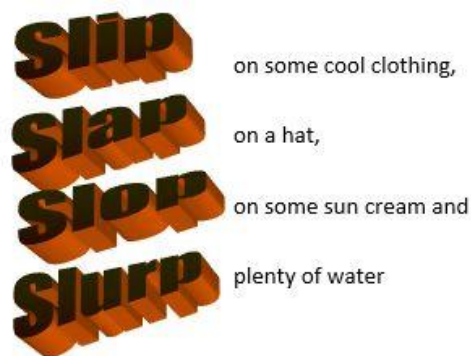 Slip on some cool clothing,
Slap on a hat,
Slop on some sun cream and
Slurp plenty of water